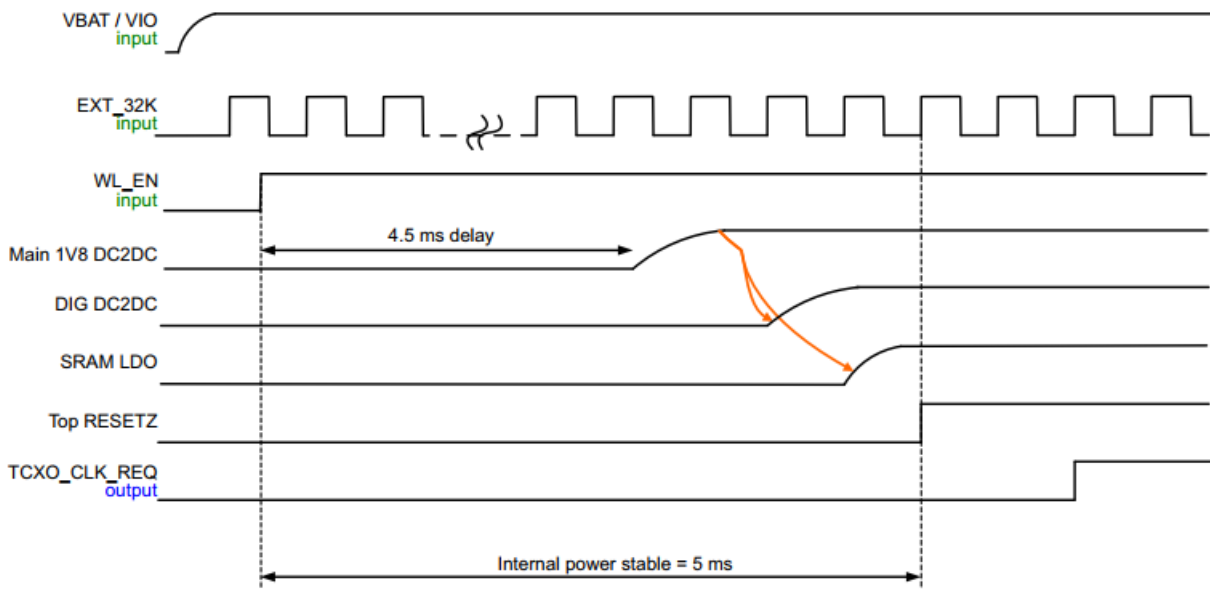 VBAT / VIO
input
EXT_32K
input
WL_EN
input
4.5 ms delay
Main 1V8 DC2DC
DIG DC2DC
SRAM LDO
Top RESETZ
TCXO_CLK_REQ
output
Internal power stable = 5 ms